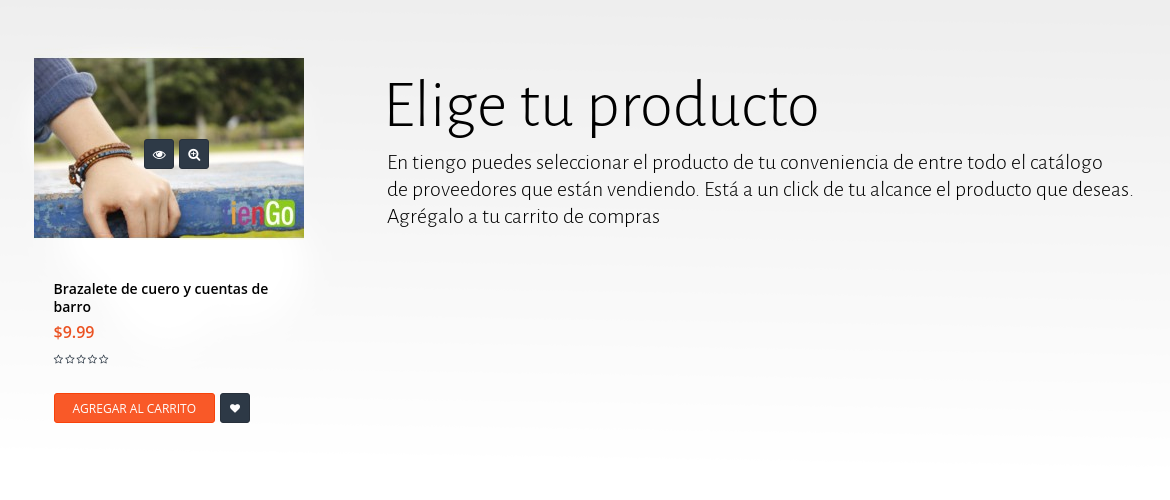 Elige tu producto
En tiengo puedes seleccionar el producto de tu conveniencia de entre todo el catálogo
de proveedores que están vendiendo. Está a un click de tu alcance el producto que deseas.
Agrégalo a tu carrito de compras
ienGo
Brazalete de cuero y cuentas de
barro
$9.99
AGREGAR AL CARRITO